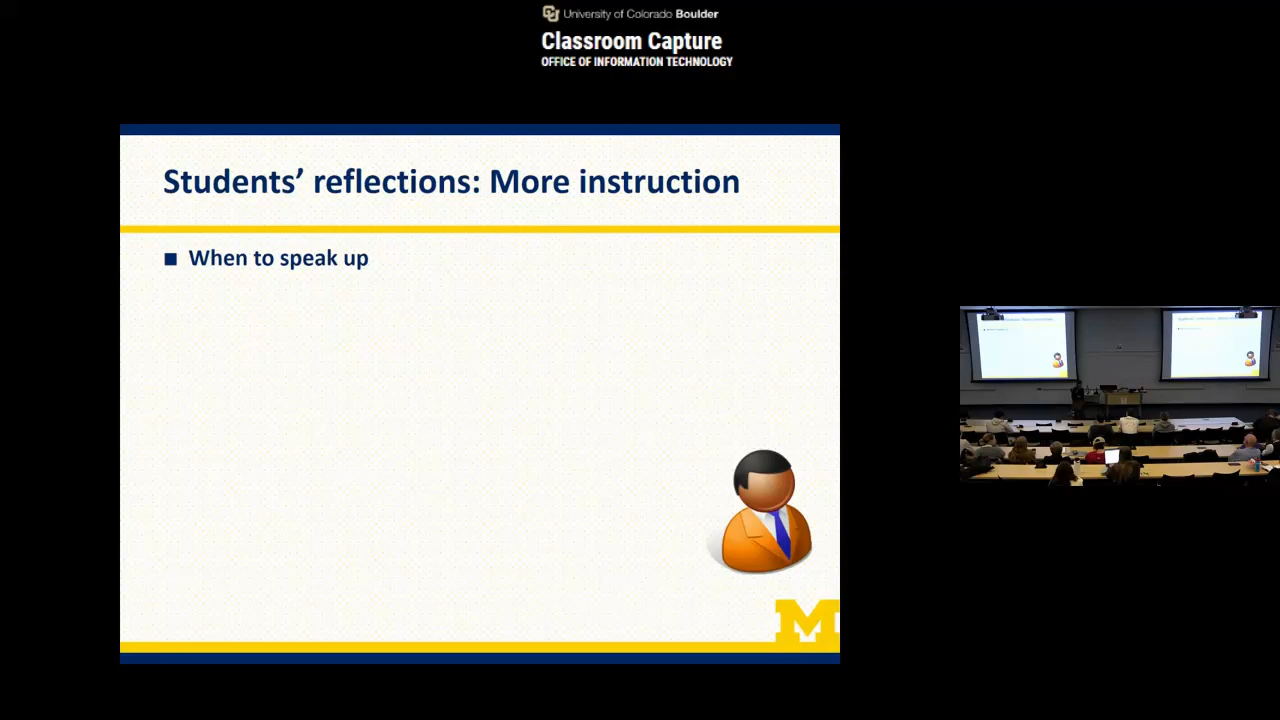 University of Colorado Boulder
Classroom Capture
OFFICE OF INFORMATION TECHNOLOGY
Students’ reflections: More instruction
■ When to speak up
M